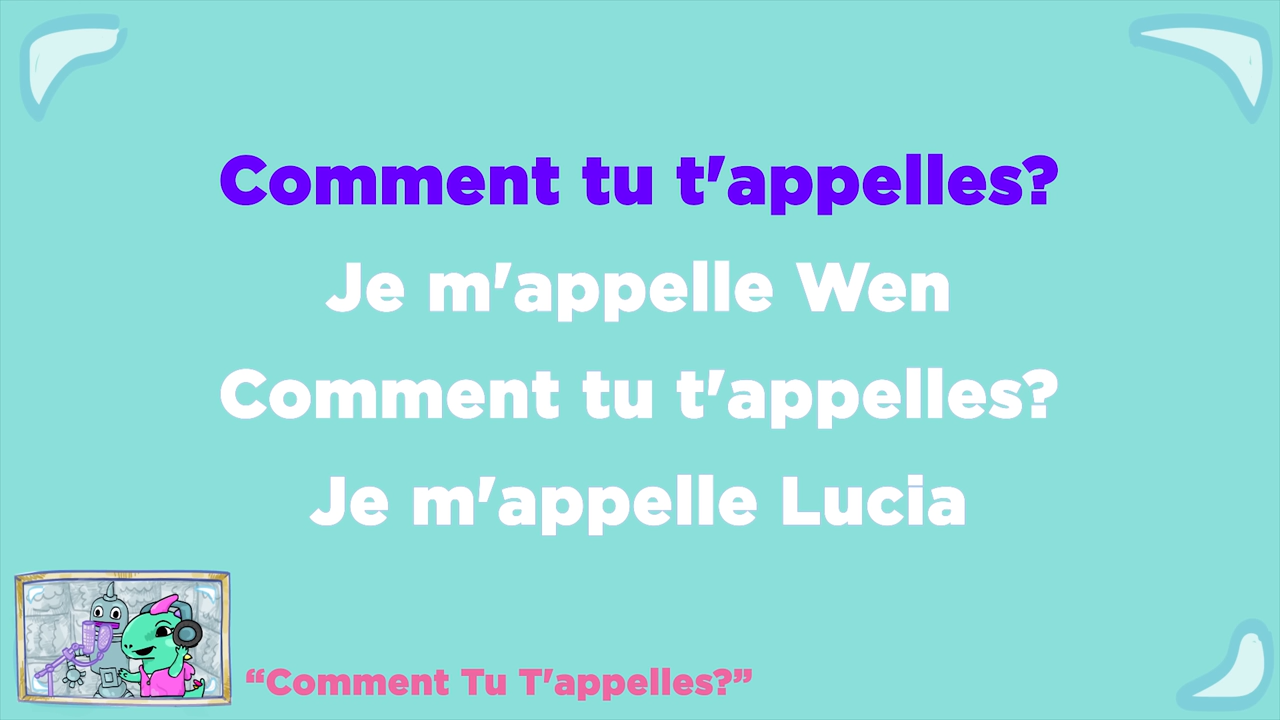 Comment tu t'appelles?
Je m'appelle Wen
Comment tu t'appelles?
Je m'appelle Lucia
“Comment Tu T'appelles?”